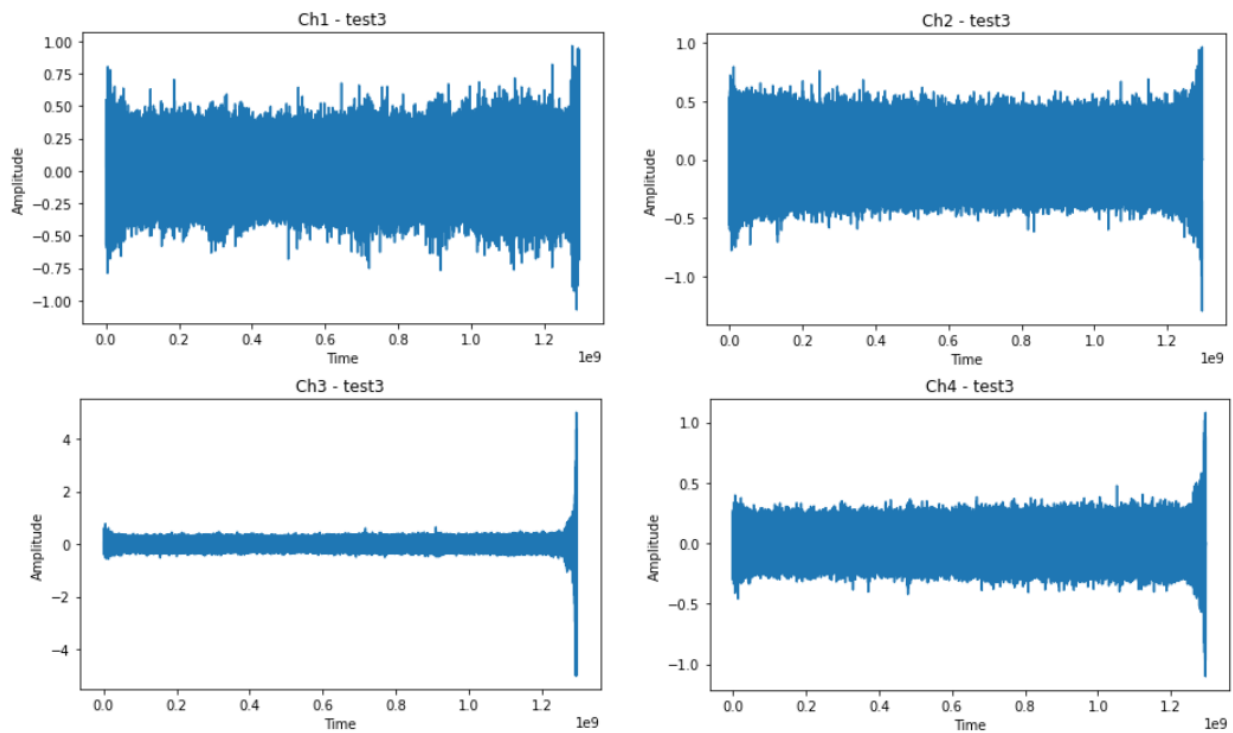 Ch1 - test3
1.00
0.75
0.50
0.25
0.00
−0.25
−0.50
−0.75
−1.00
Amplitude
0.0 0.2 0.4 0.6 0.8 1.0 1.2
1e9
Time
Ch2 - test3
1.0
0.5
0.0
−0.5
−1.0
Amplitude
0.0 0.2 0.4 0.6 0.8 1.0 1.2
1e9
Time
Ch3 - test3
4
2
0
−2
−4
Amplitude
0.0 0.2 0.4 0.6 0.8 1.0 1.2
1e9
Time
Ch4 - test3
1.0
0.5
0.0
−0.5
−1.0
Amplitude
0.0 0.2 0.4 0.6 0.8 1.0 1.2
1e9
Time